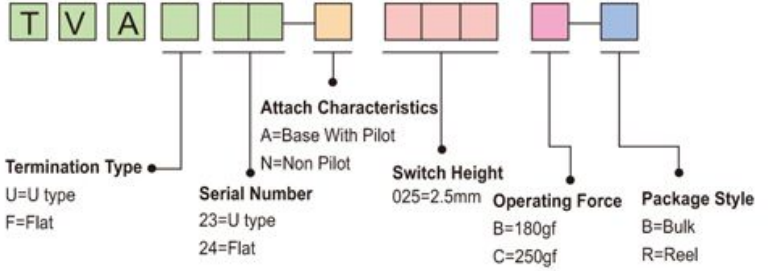 T V A
Attach Characteristics
A=Base With Pilot
N=Non Pilot
Termination Type
U=U type
F=Flat
Serial Number
23=U type
24=Flat
Switch Height
025=2.5mm
Operating Force
B=180gf
C=250gf
Package Style
B=Bulk
R=Reel